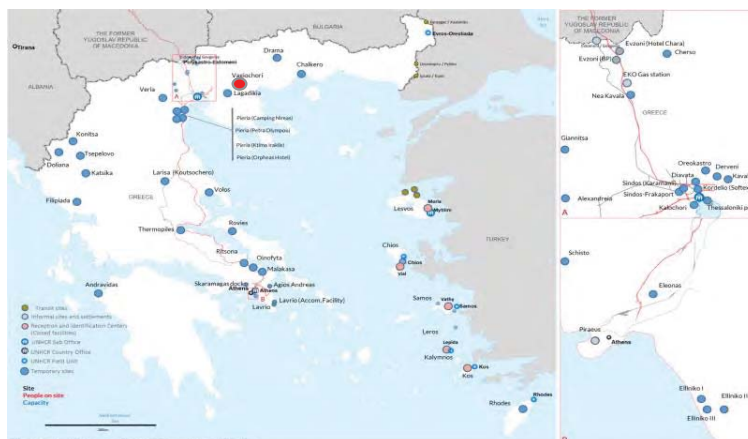 THE FORMER
YUGOSLAV REPUBLIC
OF MACEDONIA
BULGARIA
Tirana
ALBANIA
Evros-Orestiada
Drama
Chalkero
Vagiochori
Lagadikia
Veria
A
Pieria (Camping Nireas)
Pieria (Petra Olympou)
Pieria (Ktima Iraklis)
Pieria (Orpheas Hotel)
Konitsa
Doliana
Tsepelovo
Katsika
Filipiada
GREECE
Larisa (Koutsochero)
Volos
Thermopiles
Rovies
Ritsona
Oinofyta
Malakasa
Skaramagas dock
Agios Andreas
Athens
Athens
Lavrio
Lavrio (Accom.Facility)
Andravidas
Lesvos
Moria
Mytilini
Chios
Chios
Vial
TURKEY
Samos
Vathy
Samos
Leros
Lepida
Kalymnos
Kos
Kos
Rhodes
Rhodes
Transit sites
Informal sites and settlements
Reception and Identification Centers
(Closed facilities)
UNHCR Sub Office
UNHCR Country Office
UNHCR Field Unit
Temporary sites
Site
People on site
Capacity
THE FORMER
YUGOSLAV REPUBLIC
OF MACEDONIA
Evzoni (Hotel Chara)
Evzoni (BP)
Cherso
EKO Gas station
Nea Kavala
GREECE
Giannitsa
Oreokastro
Derveni
Diavata
Sindos (Karamanli)
Kordelio (Softex
Sindos-Frakaport
Kalochori
Thessaloniki p
Alexandreia
A
Schisto
Eleonas
Piraeus
Athens
Elliniko I
Elliniko II
Elliniko III